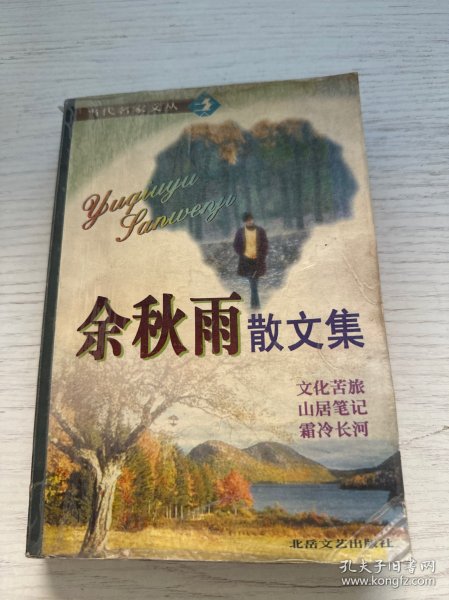 当代名家文丛
Yuqiuyu
Sanwenji
余秋雨散文集
文化苦旅
山居笔记
霜冷长河
北岳文艺出版社
孔夫子旧书网
www.kongfz.com